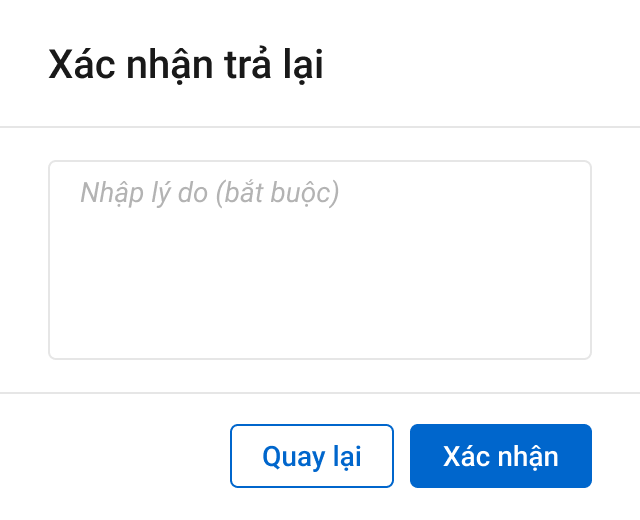 Xác nhận trả lại
Nhập lý do (bắt buộc)
Quay lại
Xác nhận